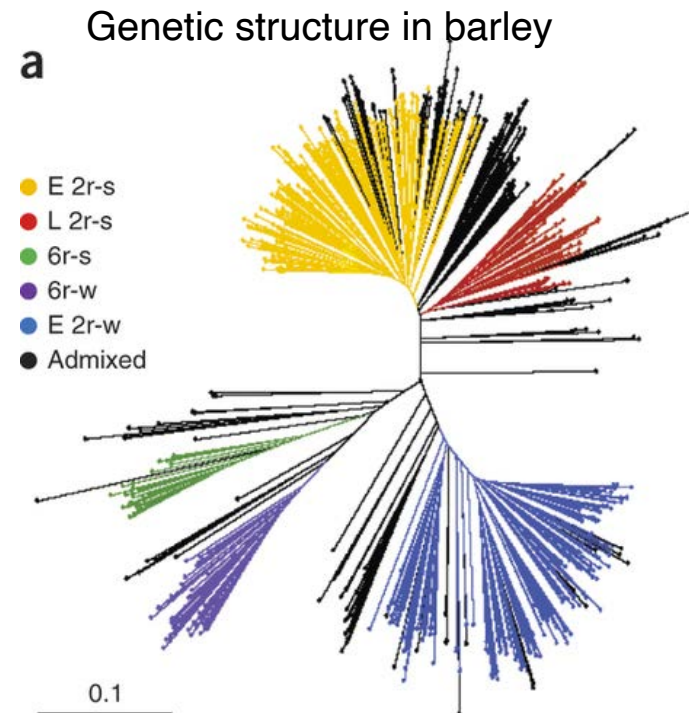 Genetic structure in barley
a
E 2r-s
L 2r-s
6r-s
6r-w
E 2r-w
Admixed
0.1